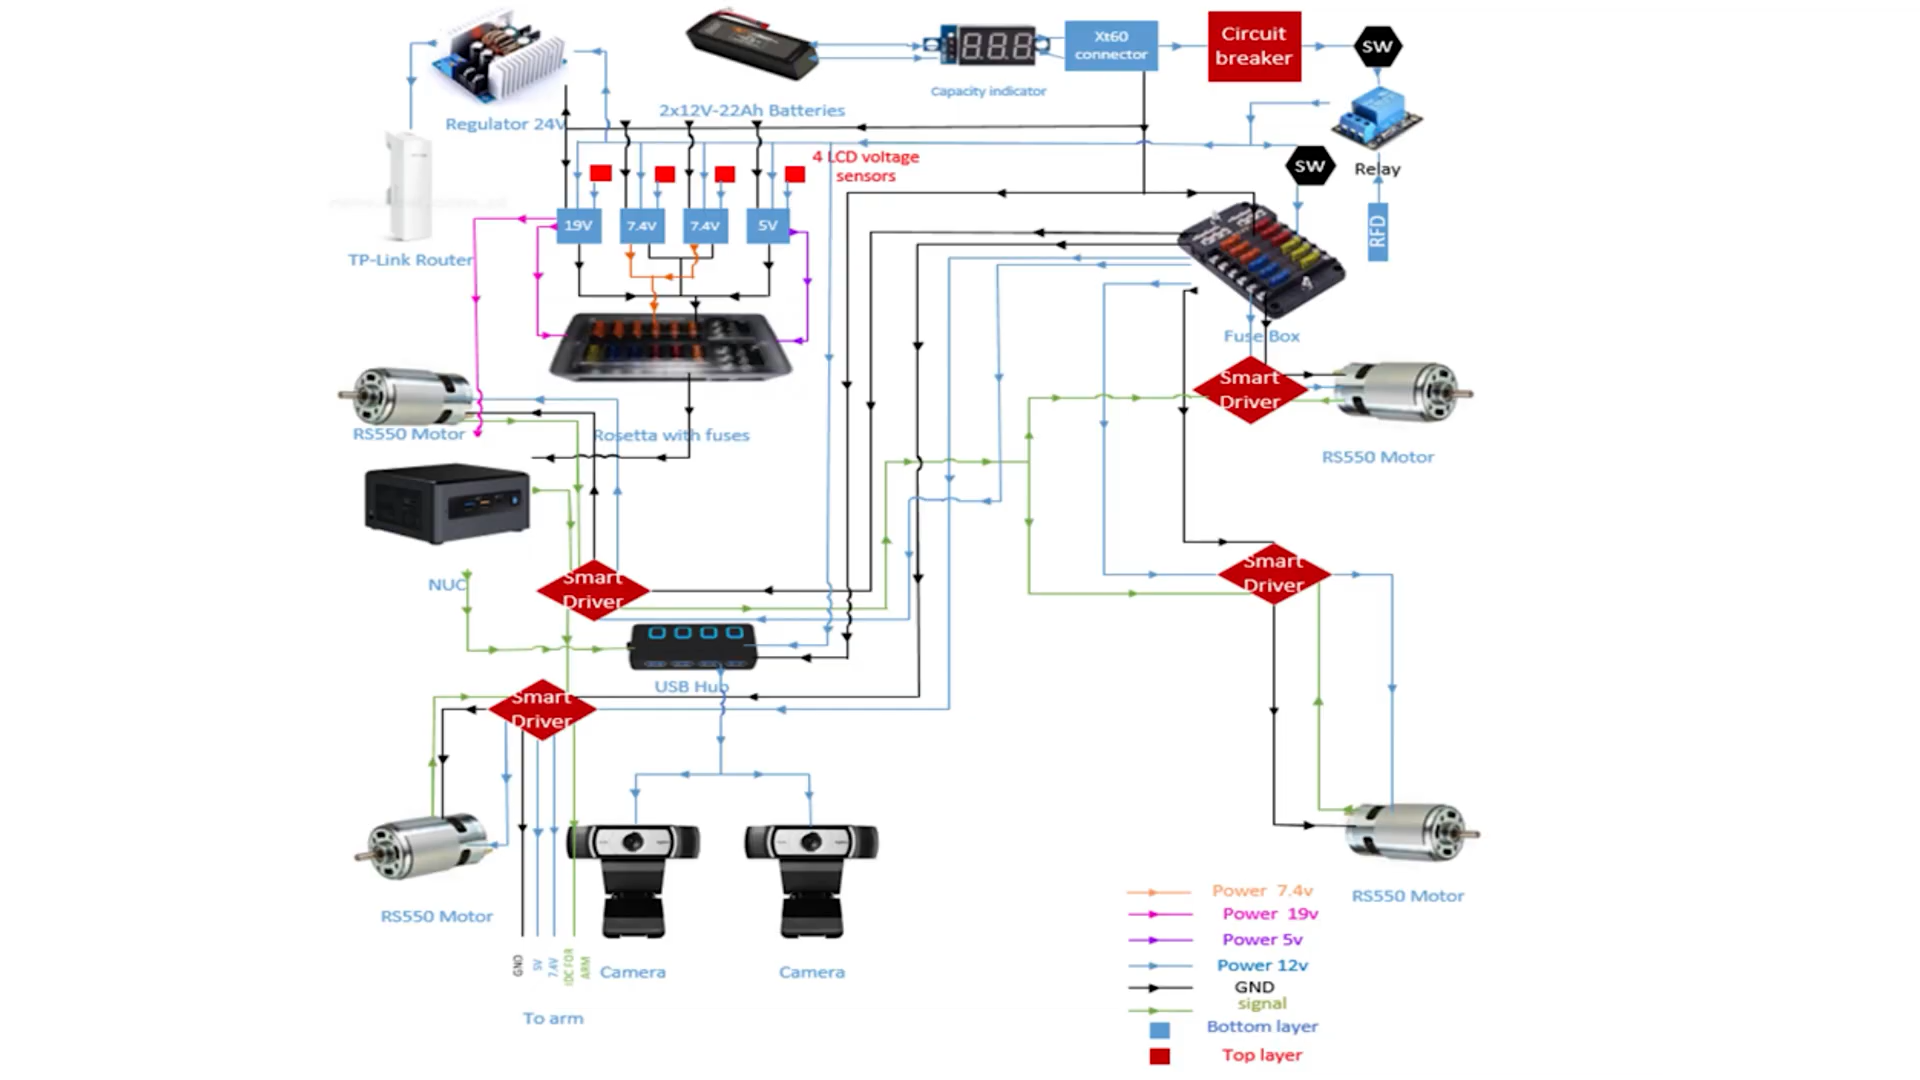 Xt60
connector
Circuit
breaker
SW
Capacity indicator
2x12V-22Ah Batteries
Regulator 24V
4 LCD voltage
sensors
SW
Relay
RFD
19V
7.4V
7.4V
5V
TP-Link Router
Fuse Box
Smart
Driver
RS550 Motor
Rosetta with fuses
RS550 Motor
NUC
Smart
Driver
Smart
Driver
USB Hub
Smart
Driver
RS550 Motor
RS550 Motor
GND
5V
7.4V
IDC FOR
ARM
Camera
Camera
To arm
Power 7.4v
Power 19v
Power 5v
Power 12v
GND
signal
Bottom layer
Top layer